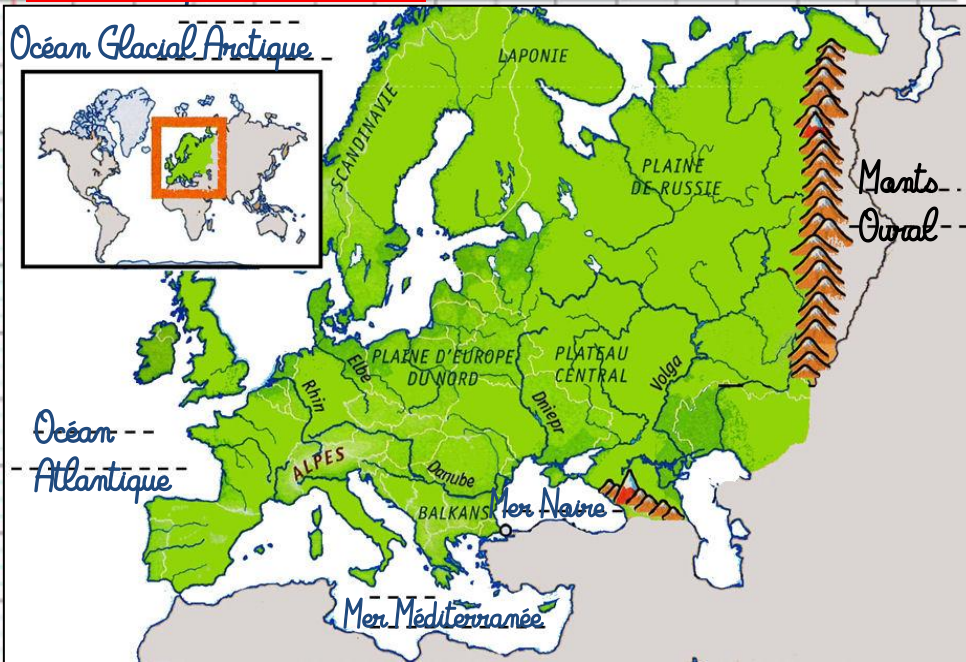 Océan Glacial Arctique
LAPONIE
SCANDINAVIE
PLAINE
DE RUSSIE
Monts
Oural
PLAINE D'EUROPE
DU NORD
PLATEAU
CENTRAL
Elbe
Rhin
Volga
Dniepr
Océan
Atlantique
ALPES
Danube
Mer Noire
BALKANS
Mer Méditerranée